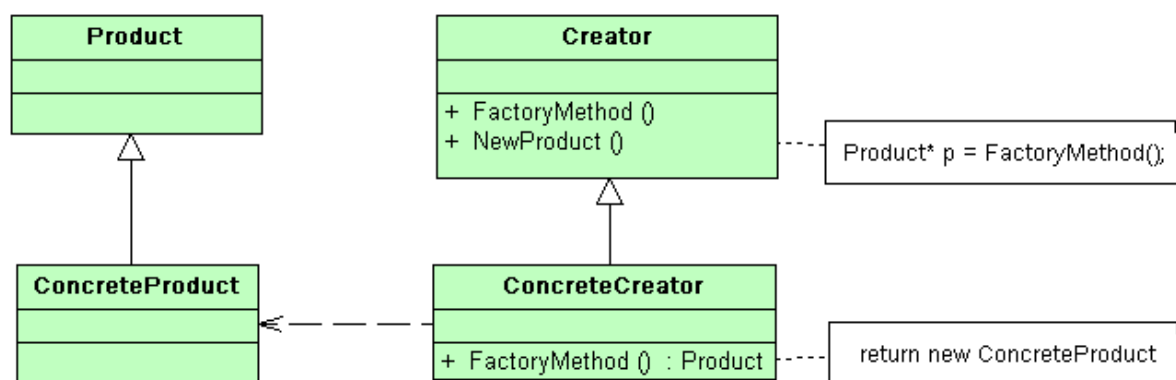 Product
Creator
+ FactoryMethod ()
+ NewProduct ()
Product* p = FactoryMethod();
ConcreteProduct
ConcreteCreator
+ FactoryMethod () : Product
return new ConcreteProduct